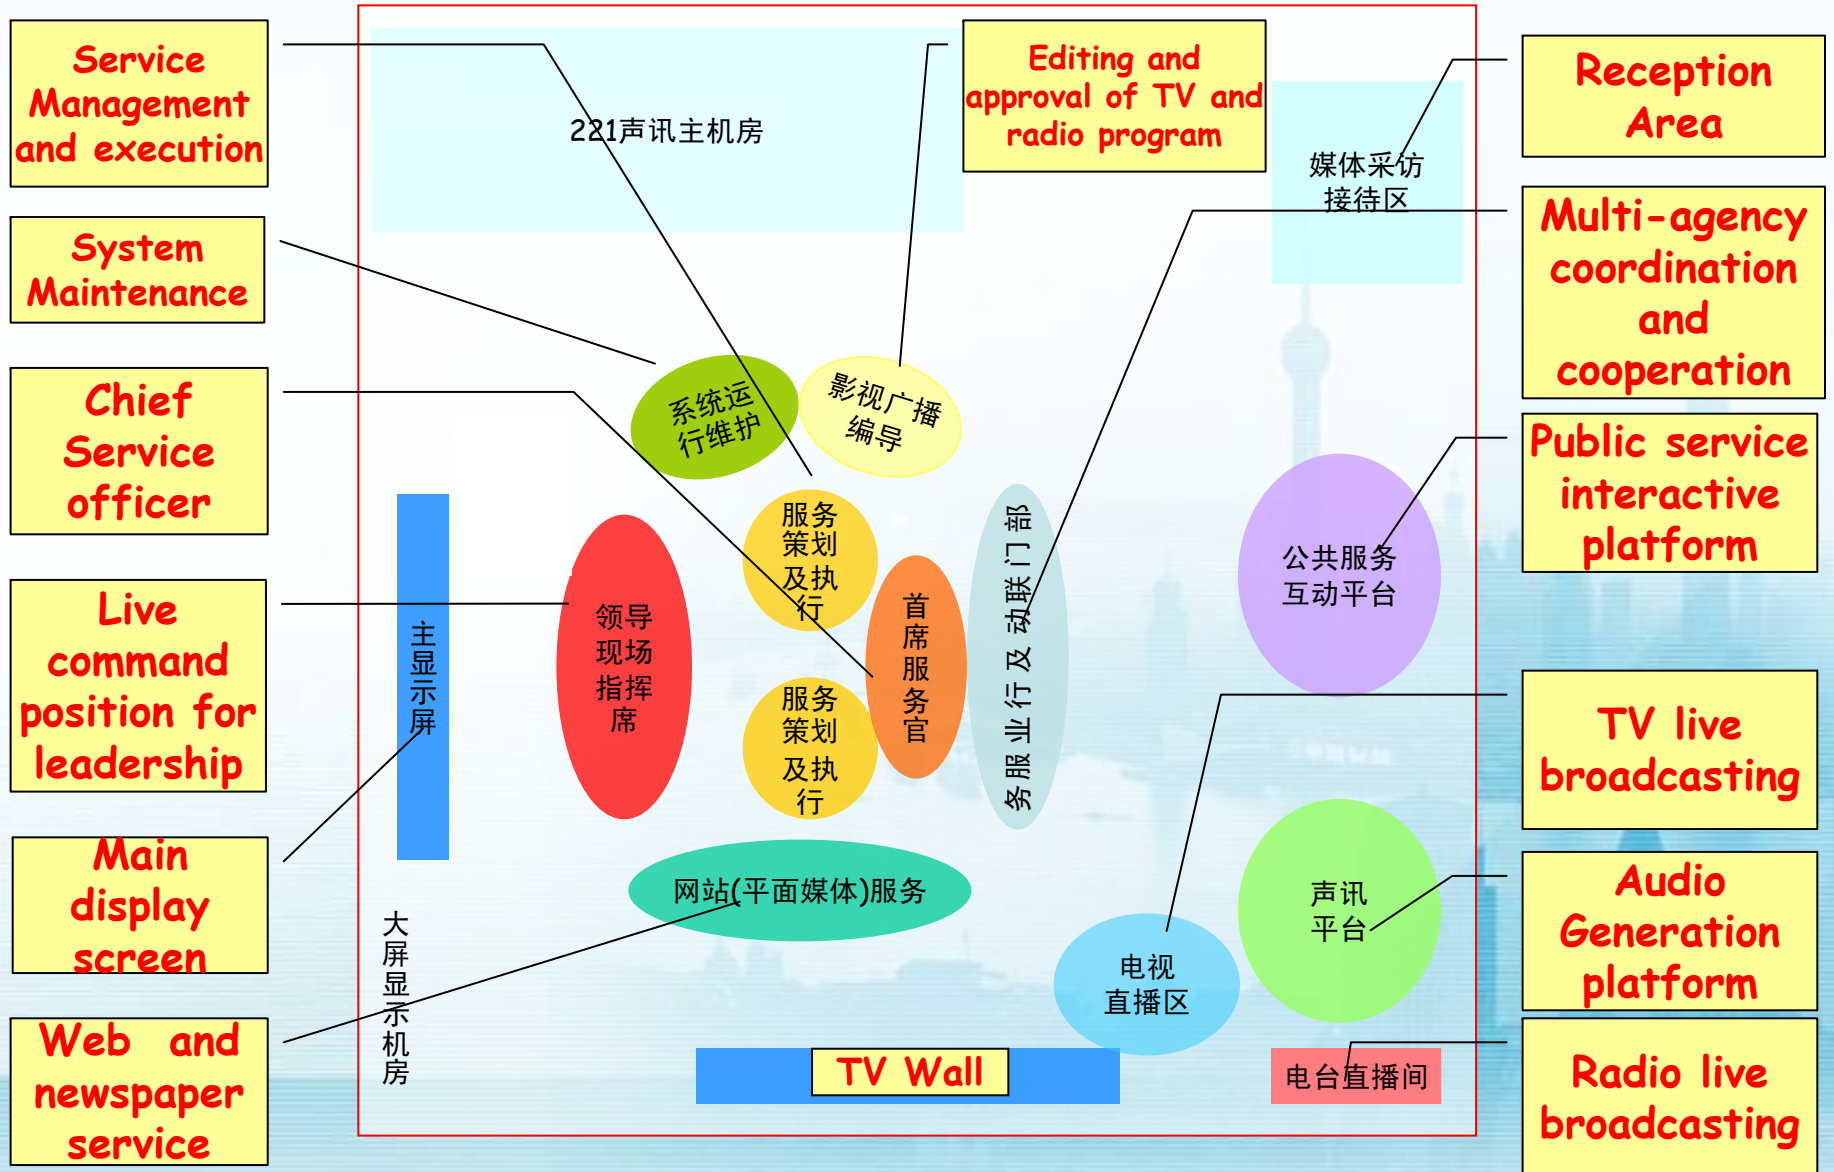 Service
Management
and execution
System
Maintenance
Chief
Service
officer
Live
command
position for
leadership
Main
display
screen
Web and
newspaper
service
221声讯主机房
Editing and
approval of TV and
radio program
媒体采访
接待区
系统运
行维护
影视广播
编导
主显示屏
领导
现场
指挥
席
服务
策划
及执
行
服务
策划
及执
行
首席服务官
务服业行及动联门部
公共服务
互动平台
网站(平面媒体)服务
声讯
平台
电视
直播区
大屏显示机房
TV Wall
电台直播间
Reception
Area
Multi-agency
coordination
and
cooperation
Public service
interactive
platform
TV live
broadcasting
Audio
Generation
platform
Radio live
broadcasting